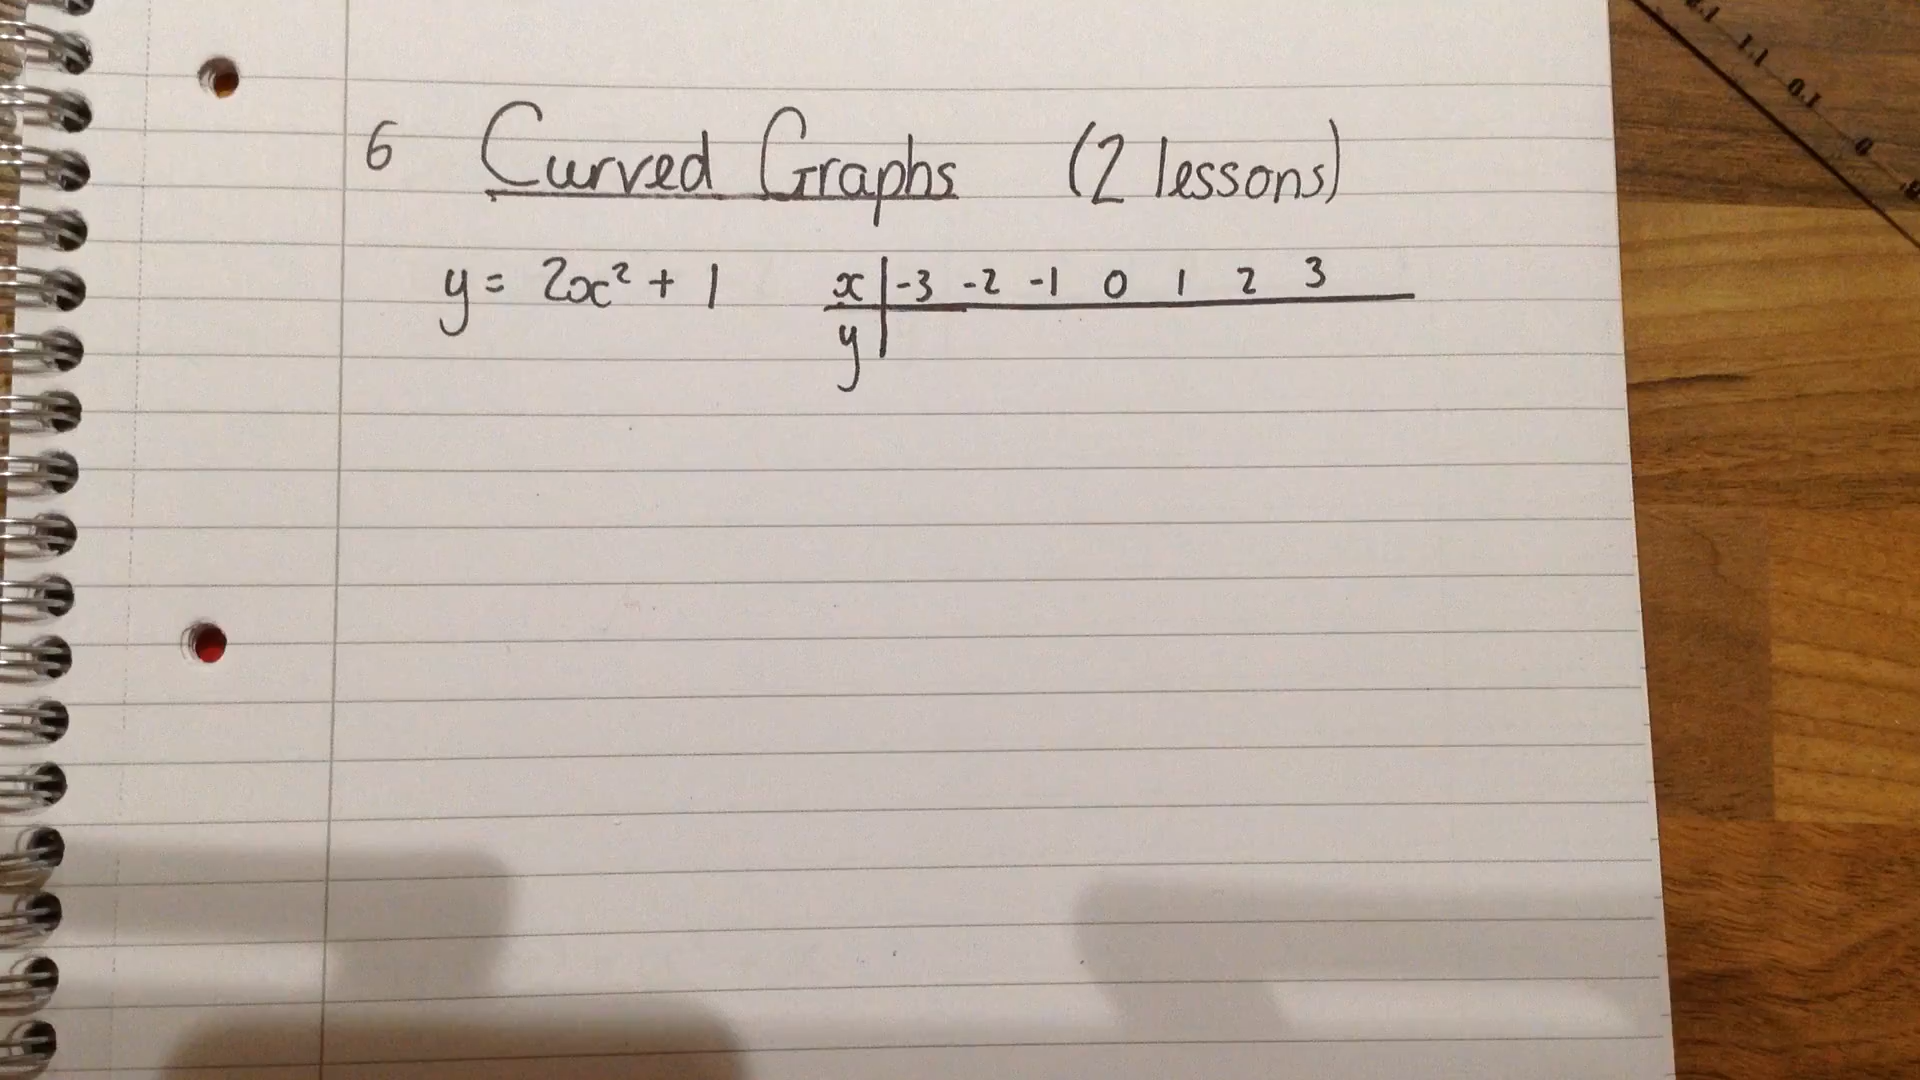 6 Curved Graphs (2 lessons)
y = 2x² + 1
x -3 -2 -1 0 1 2 3
y